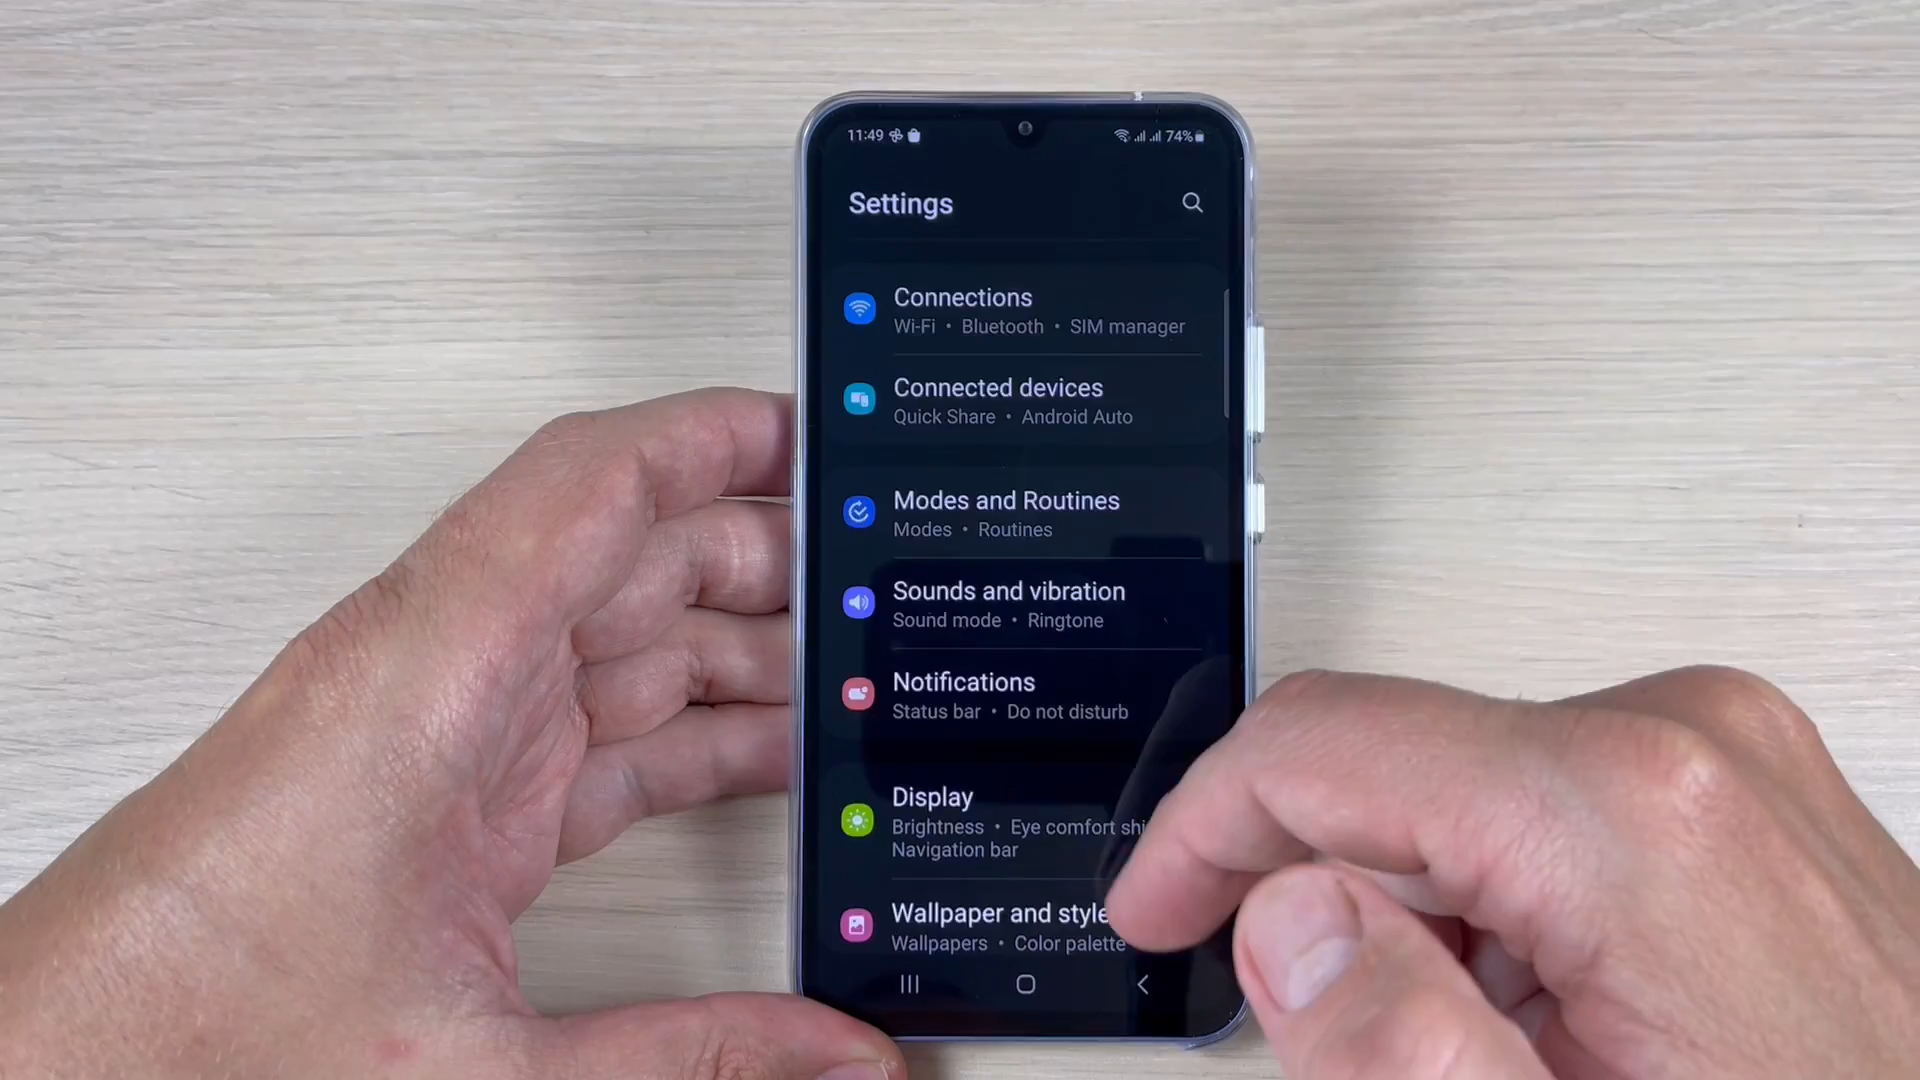 11:49 74%
Settings
Connections
Wi-Fi • Bluetooth • SIM manager
Connected devices
Quick Share • Android Auto
Modes and Routines
Modes • Routines
Sounds and vibration
Sound mode • Ringtone
Notifications
Status bar • Do not disturb
Display
Brightness • Eye comfort shi
Navigation bar
Wallpaper and style
Wallpapers • Color palette